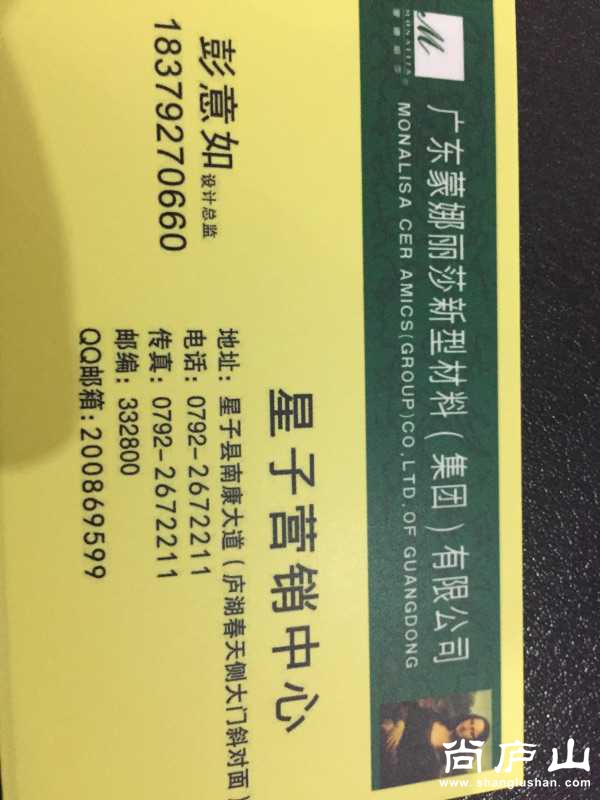 M
MONALISA
广东蒙娜丽莎新型材料(集团)有限公司
MONALISA CER AMICS(GROUP)CO,.LTD,.OF GUANGDONG
彭意如 设计总监
18379270660
星子营销中心
地址：星子县南康大道(庐湖春天侧大门斜对面)
电话：0792-2672211
传真：0792-2672211
邮编：332800
QQ邮箱:200869599
尚庐山
www.shanglushan.com